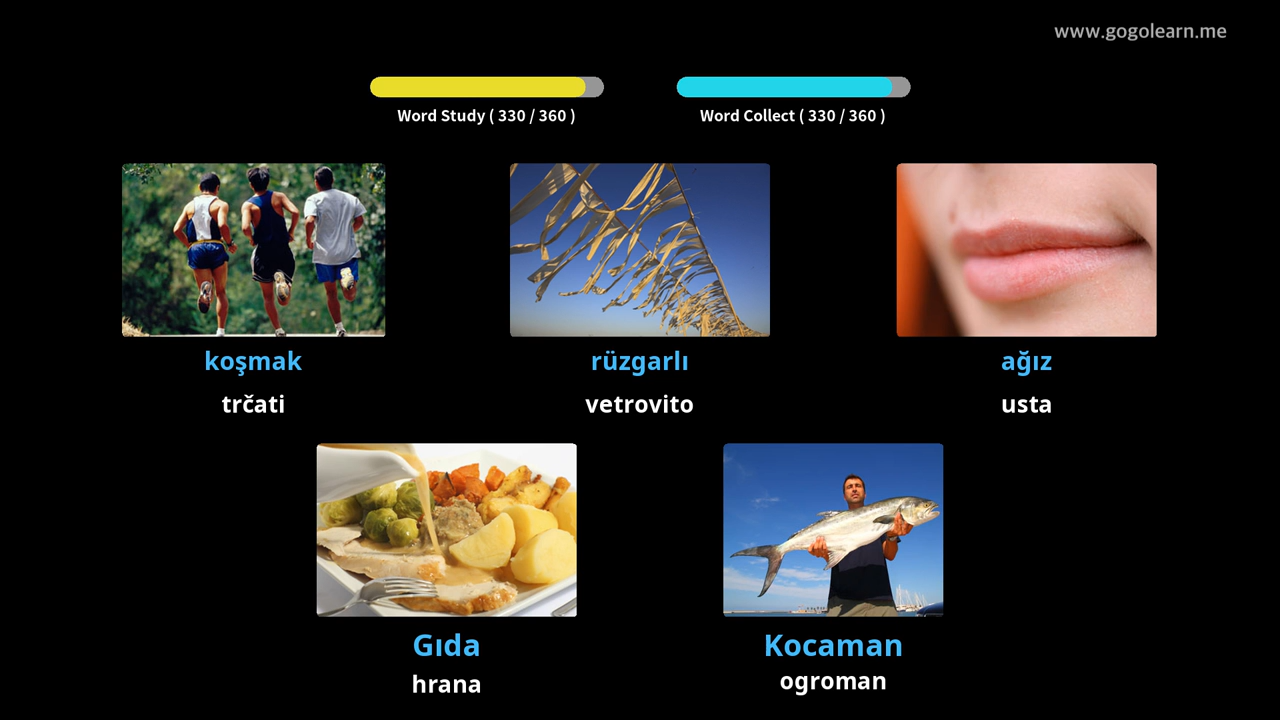 www.gogolearn.me
Word Study ( 330 / 360 )
Word Collect ( 330 / 360 )
koşmak
rüzgarlı
ağız
trčati
vetrovito
usta
Gıda
Kocaman
hrana
ogroman